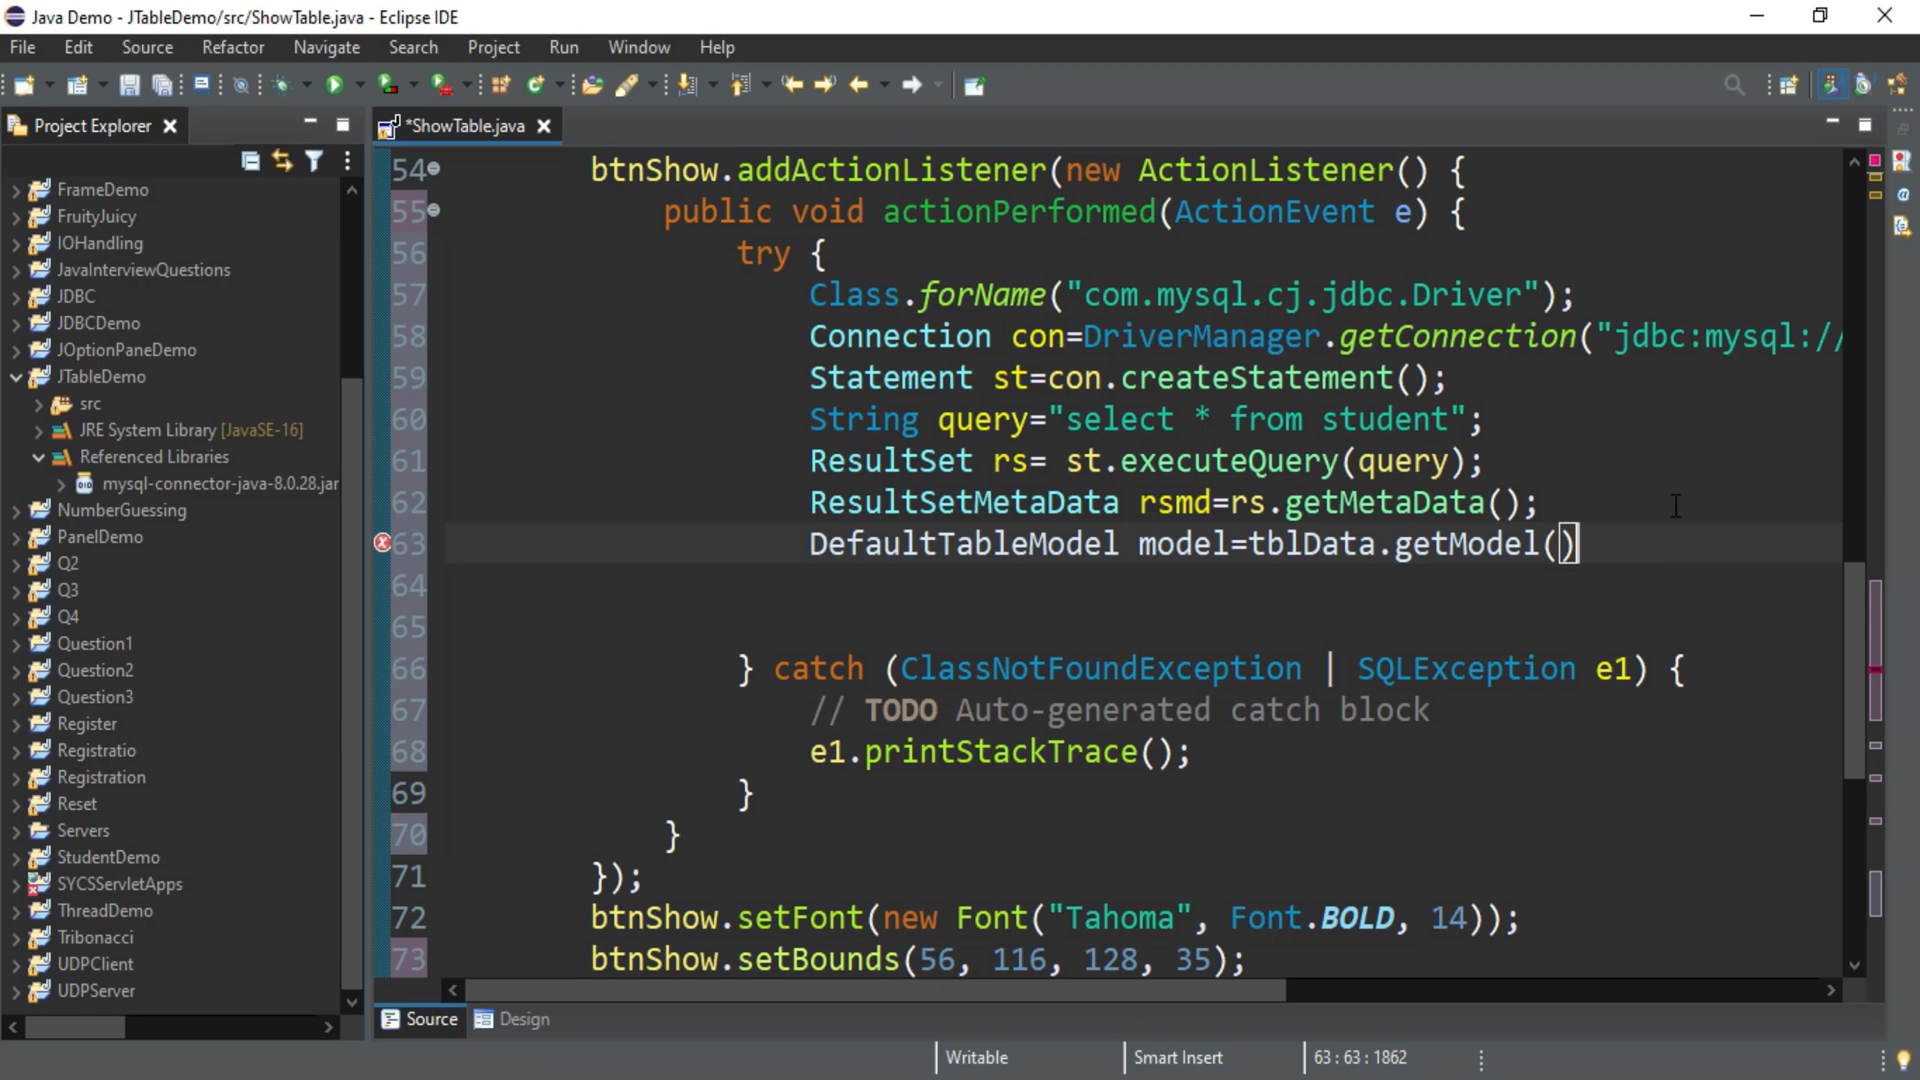 Java Demo - JTableDemo/src/ShowTable.java - Eclipse IDE
File Edit Source Refactor Navigate Search Project Run Window Help
Project Explorer
*ShowTable.java
FrameDemo
FruityJuicy
IOHandling
JavaInterviewQuestions
JDBC
JDBCDemo
JOptionPaneDemo
JTableDemo
src
JRE System Library [JavaSE-16]
Referenced Libraries
mysql-connector-java-8.0.28.jar
NumberGuessing
PanelDemo
Q2
Q3
Q4
Question1
Question2
Question3
Register
Registratio
Registration
Reset
Servers
StudentDemo
SYCSServletApps
ThreadDemo
Tribonacci
UDPClient
UDPServer
54 btnShow.addActionListener(new ActionListener() {
55 public void actionPerformed(ActionEvent e) {
56 try {
57 Class.forName("com.mysql.cj.jdbc.Driver");
58 Connection con=DriverManager.getConnection("jdbc:mysql://
59 Statement st=con.createStatement();
60 String query="select * from student";
61 ResultSet rs= st.executeQuery(query);
62 ResultSetMetaData rsmd=rs.getMetaData();
63 DefaultTableModel model=tblData.getModel()
64
65
66 } catch (ClassNotFoundException | SQLException e1) {
67 // TODO Auto-generated catch block
68 e1.printStackTrace();
69 }
70 }
71 });
72 btnShow.setFont(new Font("Tahoma", Font.BOLD, 14));
73 btnShow.setBounds(56, 116, 128, 35);
Source Design
Writable Smart Insert 63 : 63 : 1862